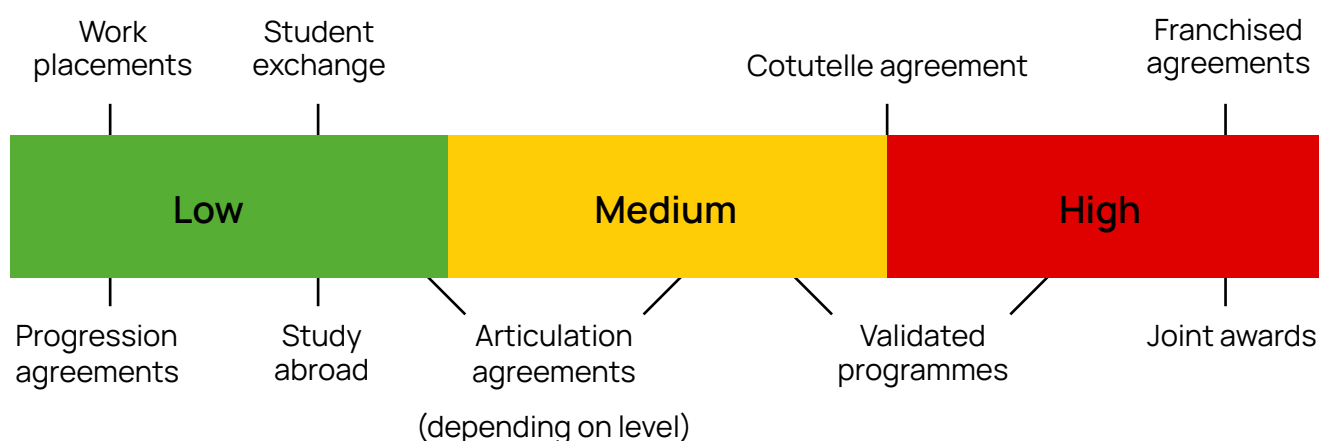 Work
placements
Student
exchange
Cotutelle agreement
Franchised
agreements
Low
Medium
High
Progression
agreements
Study
abroad
Articulation
agreements
(depending on level)
Validated
programmes
Joint awards